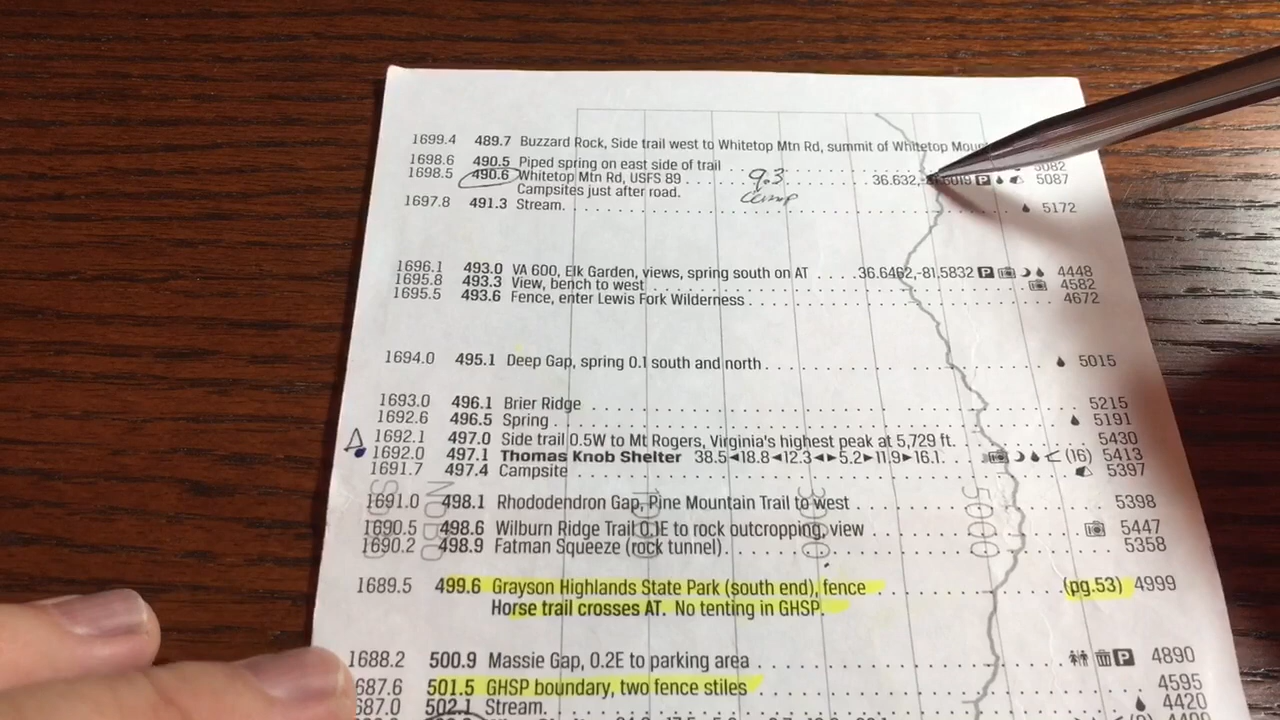 1699.4 489.7 Buzzard Rock, Side trail west to Whitetop Mtn Rd, summit of Whitetop
1698.6 490.5 Piped spring on east side of trail 5082
1698.5 490.6 Whitetop Mtn Rd, USFS 89 9.3 36.632, P 5087
Campsites just after road. Camp
1697.8 491.3 Stream. 5172
1696.1 493.0 VA 600, Elk Garden, views, spring south on AT 36.6462,-81.5832 P 4448
1695.8 493.3 View, bench to west 4582
1695.5 493.6 Fence, enter Lewis Fork Wilderness 4672
1694.0 495.1 Deep Gap, spring 0.1 south and north 5015
1693.0 496.1 Brier Ridge 5215
1692.6 496.5 Spring 5191
1692.1 497.0 Side trail 0.5W to Mt Rogers, Virginia's highest peak at 5,729 ft. 5430
1692.0 497.1 Thomas Knob Shelter 38.5◄18.8◄12.3◄►5.2►11.9►16.1 (16) 5413
1691.7 497.4 Campsite 5397
SOBO NOBO 1000 3000 5000
1691.0 498.1 Rhododendron Gap, Pine Mountain Trail to west 5398
1690.5 498.6 Wilburn Ridge Trail to rock outcropping, view 5447
1690.2 498.9 Fatman Squeeze (rock tunnel) 5358
1689.5 499.6 Grayson Highlands State Park (south end), fence (pg.53) 4999
Horse trail crosses AT. No tenting in GHSP.
1688.2 500.9 Massie Gap, 0.2E to parking area P 4890
687.6 501.5 GHSP boundary, two fence stiles 4595
687.0 502.1 Stream. 4420